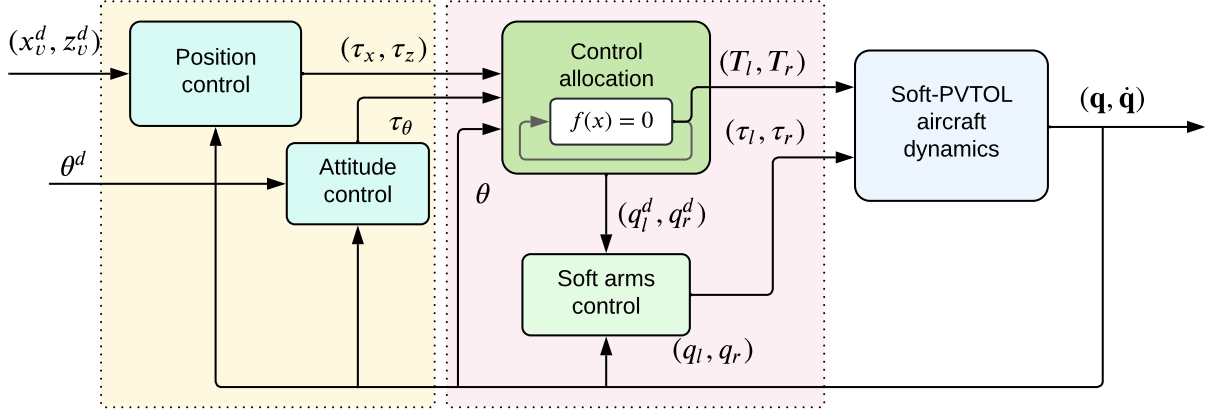 (x_v^d, z_v^d)
Position
control
(τ_x, τ_z)
τ_θ
θ^d
Attitude
control
Control
allocation
f(x) = 0
θ
(q_l^d, q_r^d)
Soft arms
control
(q_l, q_r)
(T_l, T_r)
(τ_l, τ_r)
Soft-PVTOL
aircraft
dynamics
(𝐪, 𝐪̇)